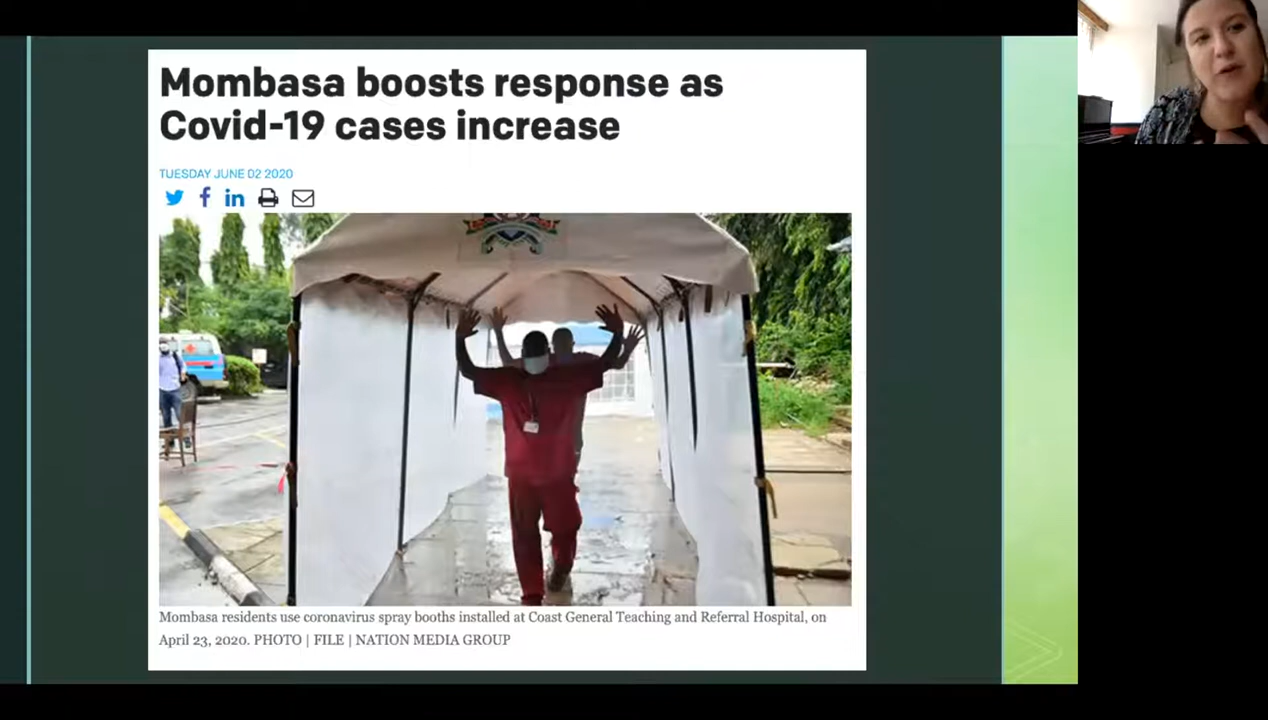 Mombasa boosts response as
Covid-19 cases increase
TUESDAY JUNE 02 2020
Mombasa residents use coronavirus spray booths installed at Coast General Teaching and Referral Hospital, on
April 23, 2020. PHOTO | FILE | NATION MEDIA GROUP